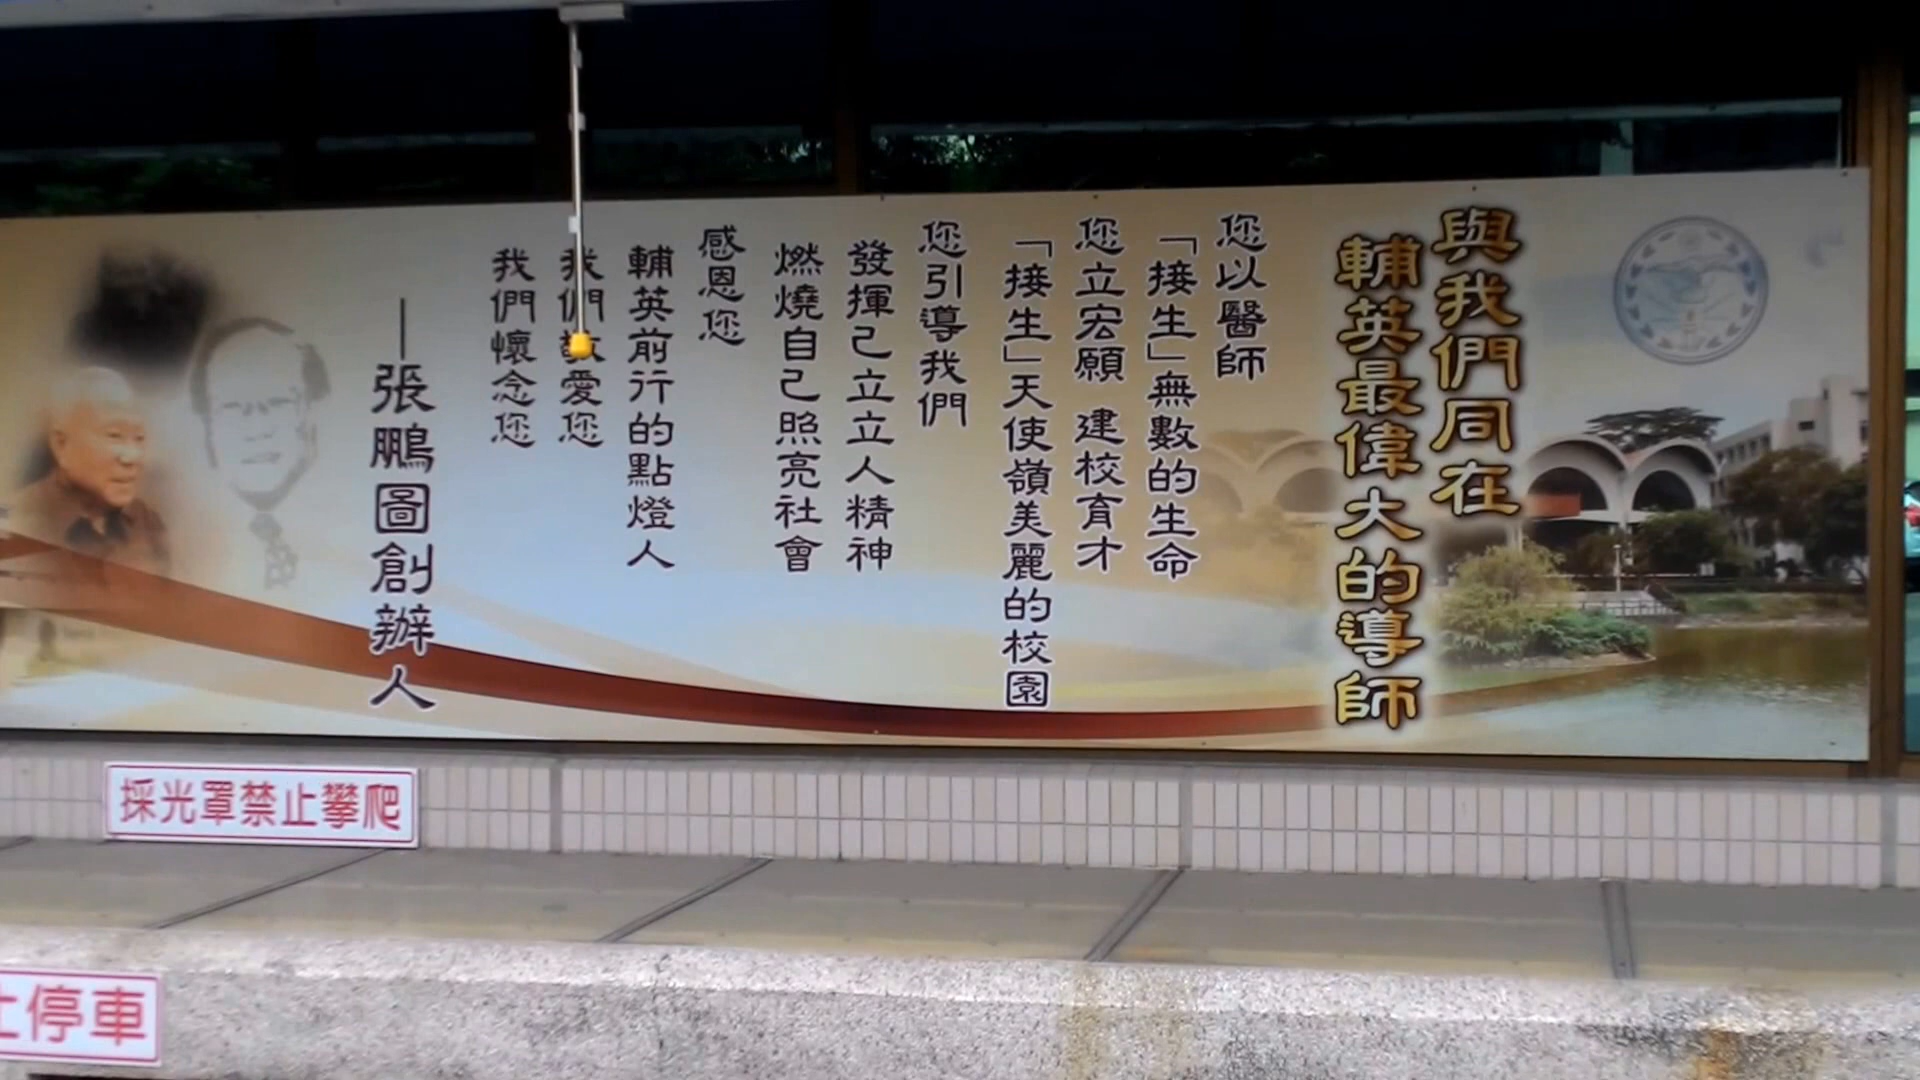 與我們同在
輔英最偉大的導師
您以醫師
「接生」無數的生命
您立宏願 建校育才
「接生」天使嶺美麗的校園
您引導我們
發揮己立立人精神
燃燒自己照亮社會
感恩您
輔英前行的點燈人
我們敬愛您
我們懷念您
—張鵬圖創辦人
採光罩禁止攀爬
止停車